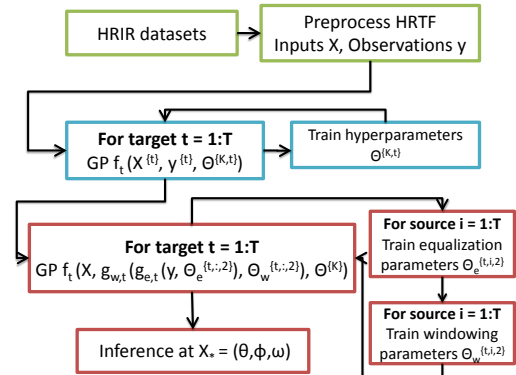 HRIR datasets
Preprocess HRTF
Inputs X, Observations y
For target t = 1:T
GP f_t (X^{t}, y^{t}, Θ^{K,t})
Train hyperparameters
Θ^{K,t}
For target t = 1:T
GP f_t (X, g_{w,t}(g_{e,t}(y, Θ_e^{t,:,2}), Θ_w^{t,:,2}), Θ^{K})
For source i = 1:T
Train equalization
parameters Θ_e^{t,i,2}
For source i = 1:T
Train windowing
parameters Θ_w^{t,i,2}
Inference at X_* = (θ,ϕ,ω)